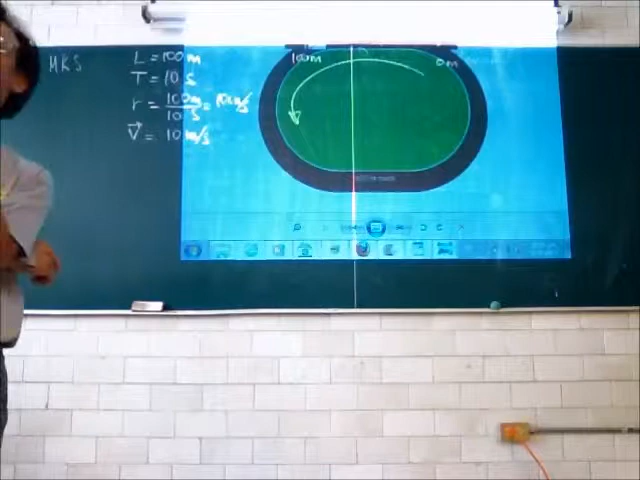 MKS
L = 100m
T = 10 s
r = 100m / 10 s = 10m/s
V⃗ = 10 m/s
100m
0m